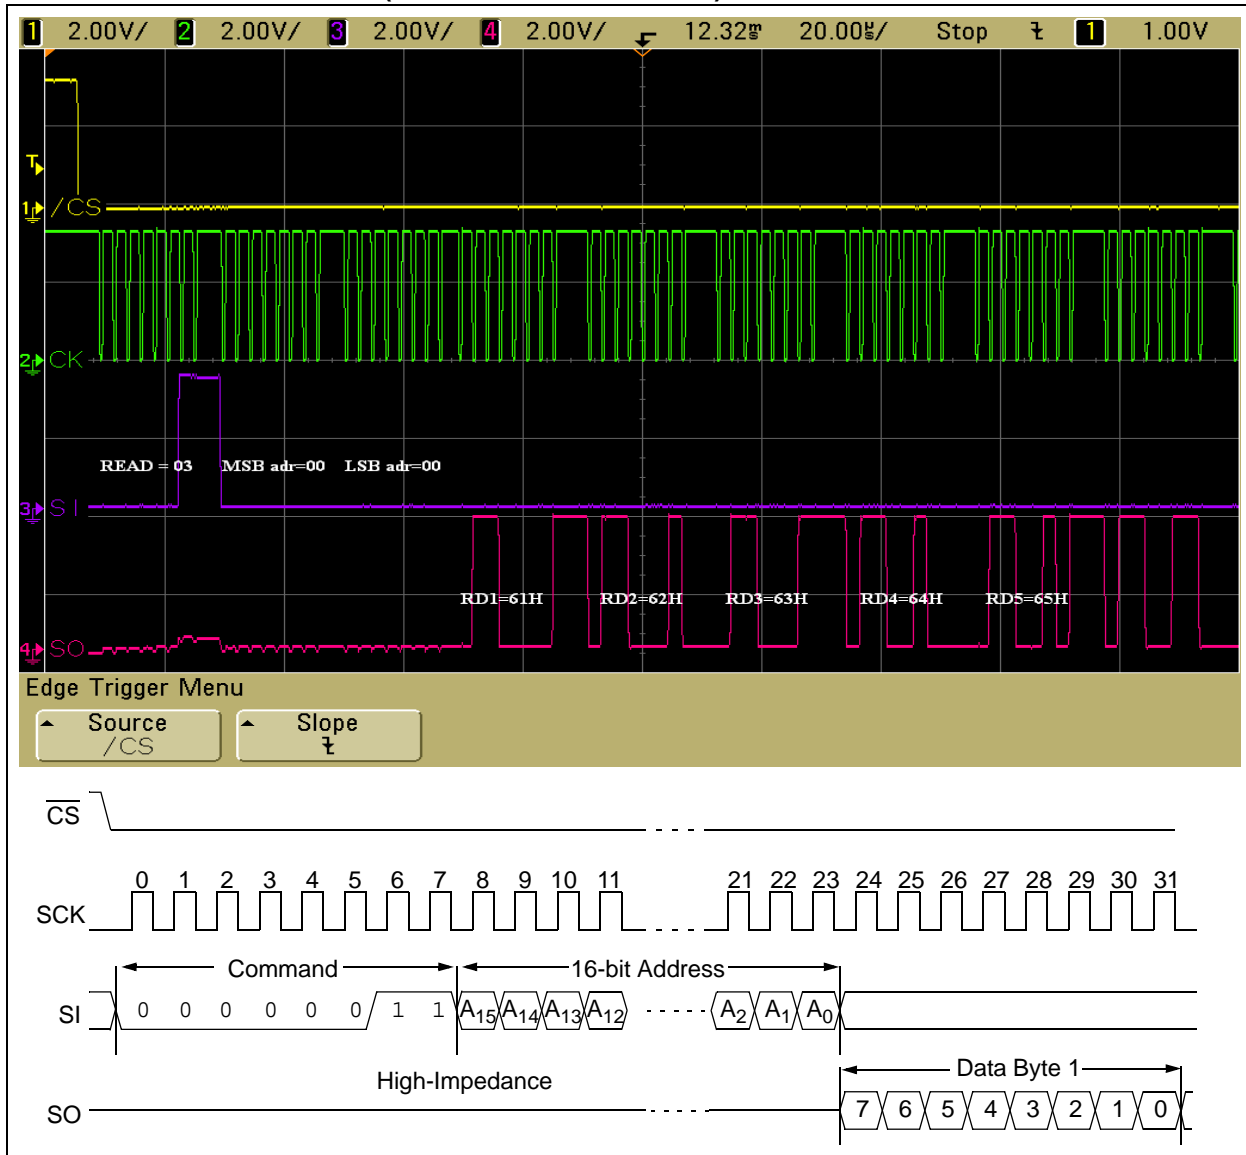 1 2.00V/ 2 2.00V/ 3 2.00V/ 4 2.00V/ 12.32ms 20.00µs/ Stop 1 1.00V
T
1 /CS
2 CK
READ = 03 MSB adr=00 LSB adr=00
3 SI
RD1=61H RD2=62H RD3=63H RD4=64H RD5=65H
4 SO
Edge Trigger Menu
Source Slope
/CS
CS
0 1 2 3 4 5 6 7 8 9 10 11 21 22 23 24 25 26 27 28 29 30 31
SCK
Command 16-bit Address
SI 0 0 0 0 0 0 1 1 A15 A14 A13 A12 A2 A1 A0
Data Byte 1
High-Impedance
SO 7 6 5 4 3 2 1 0